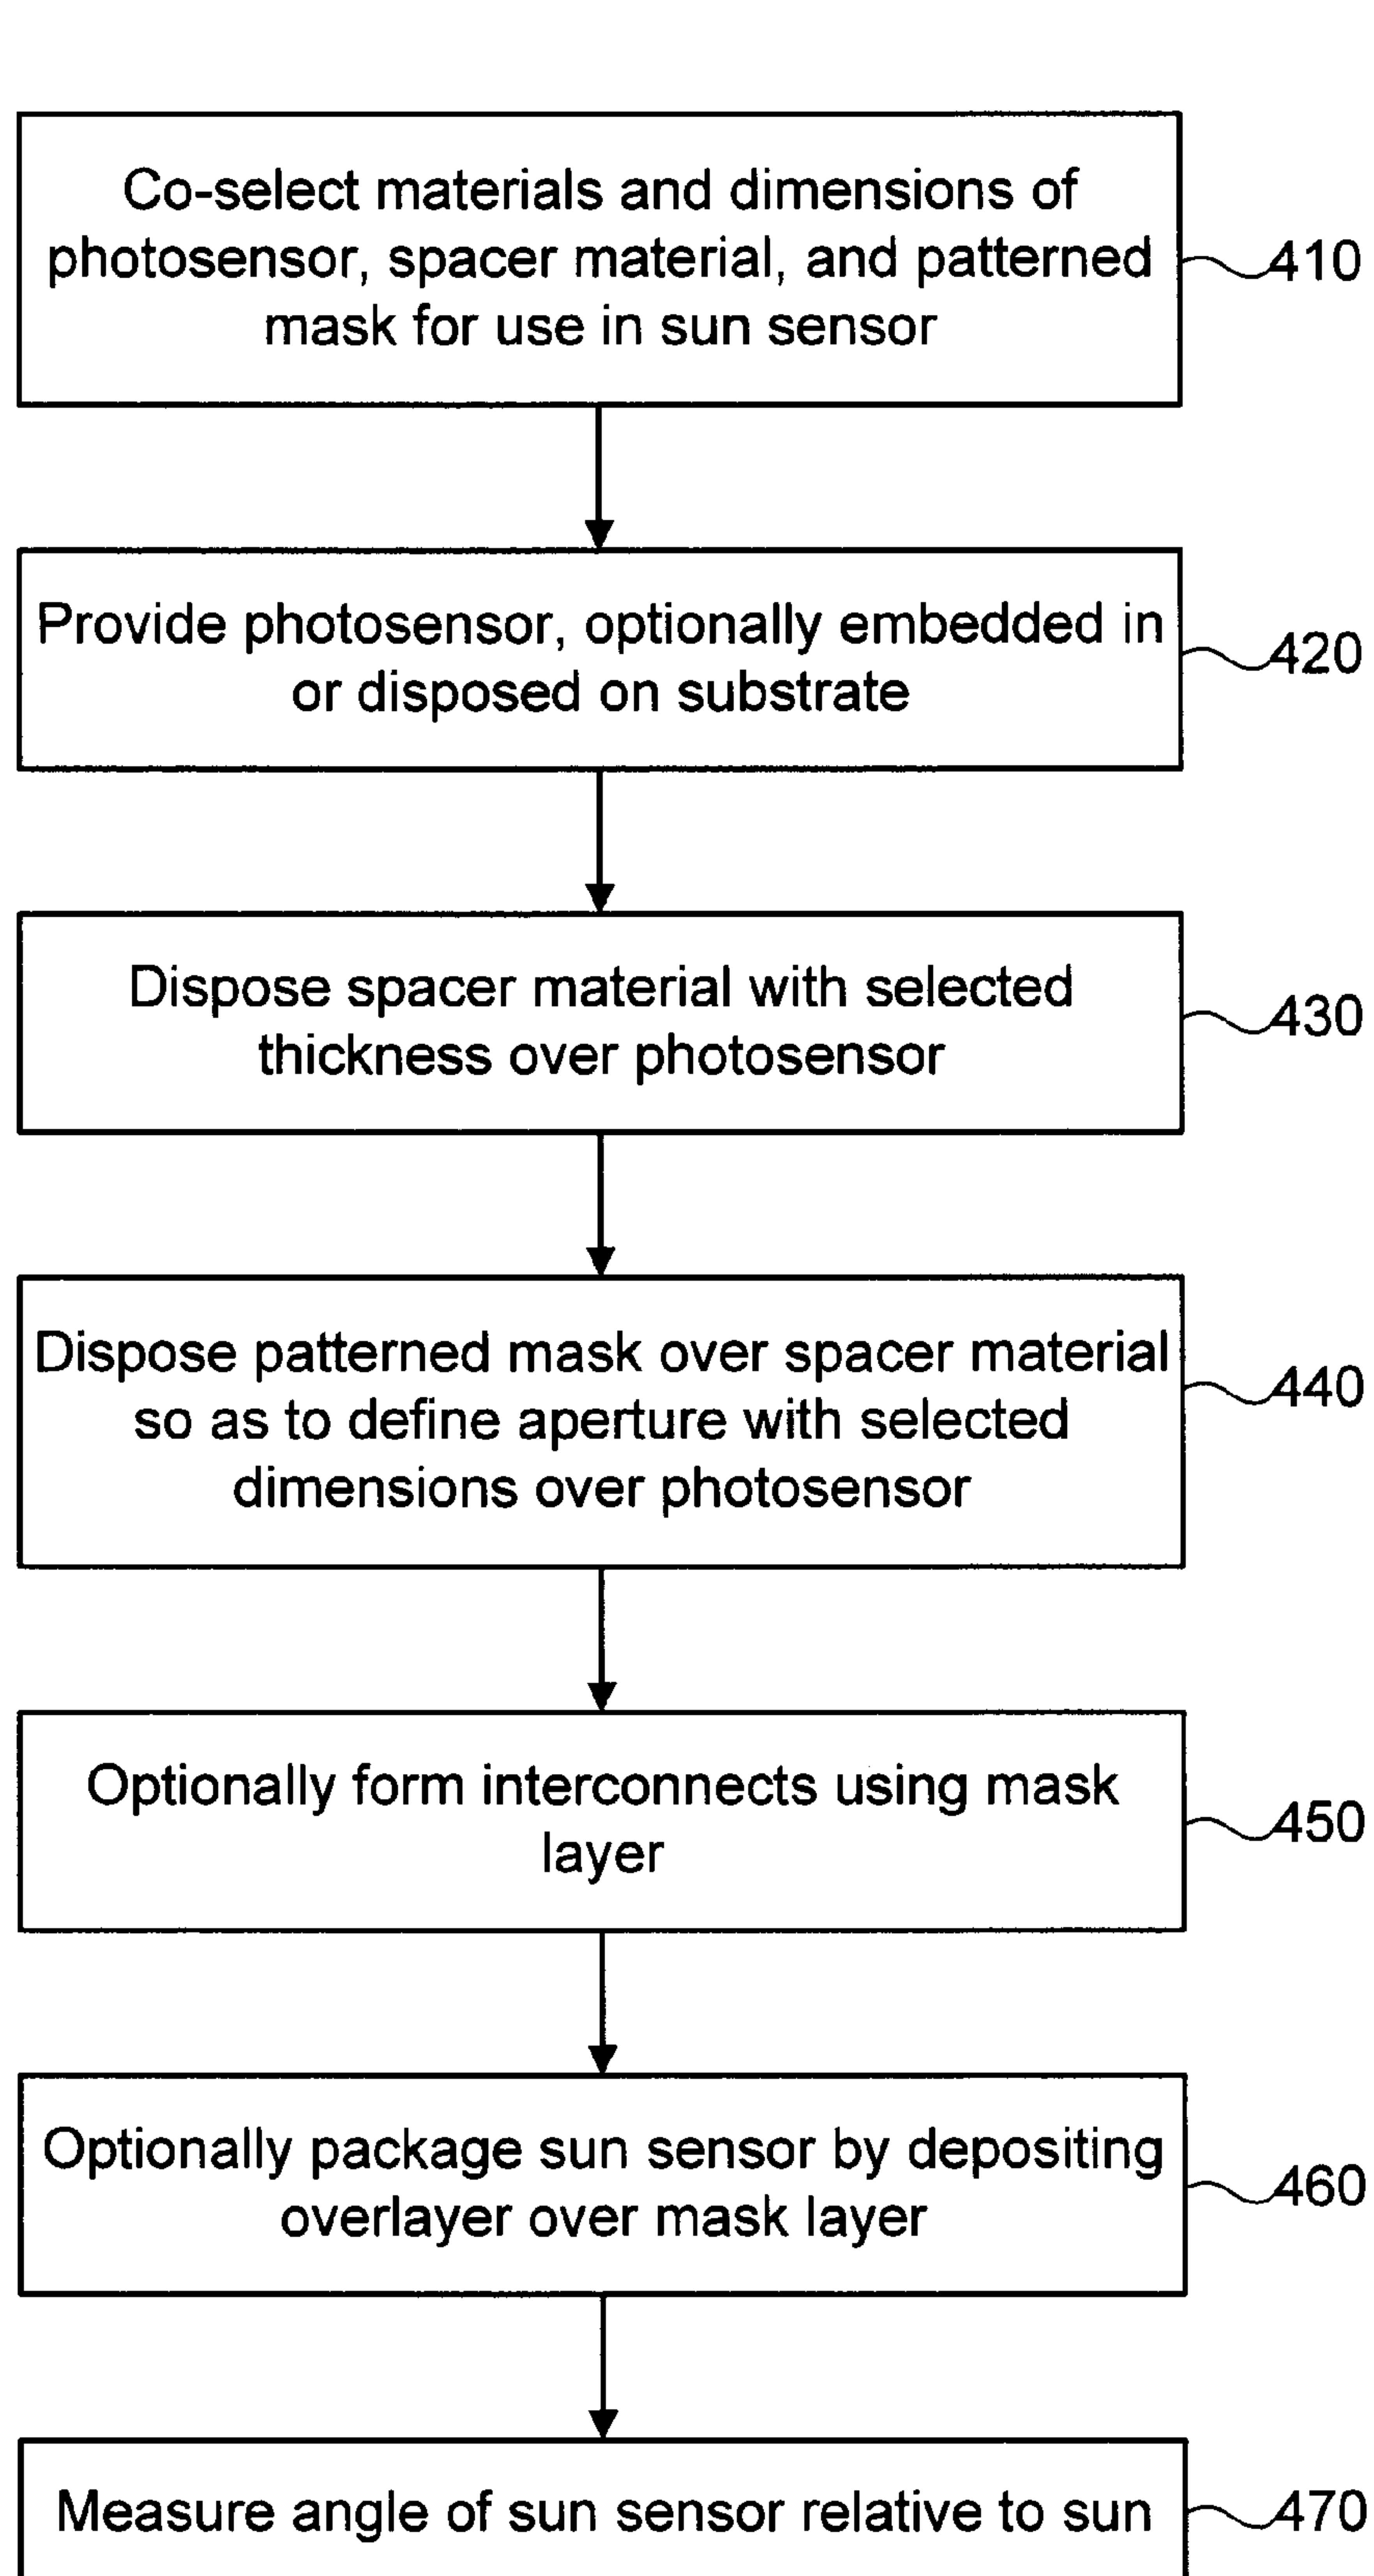 Co-select materials and dimensions of
photosensor, spacer material, and patterned
mask for use in sun sensor
410
Provide photosensor, optionally embedded in
or disposed on substrate
420
Dispose spacer material with selected
thickness over photosensor
430
Dispose patterned mask over spacer material
so as to define aperture with selected
dimensions over photosensor
440
Optionally form interconnects using mask
layer
450
Optionally package sun sensor by depositing
overlayer over mask layer
460
Measure angle of sun sensor relative to sun
470